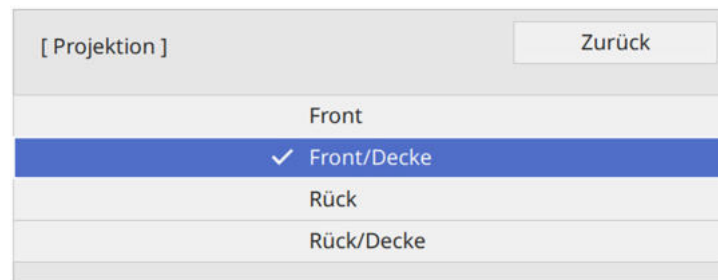 [ Projektion ]
Zurück
Front
Front/Decke
Rück
Rück/Decke